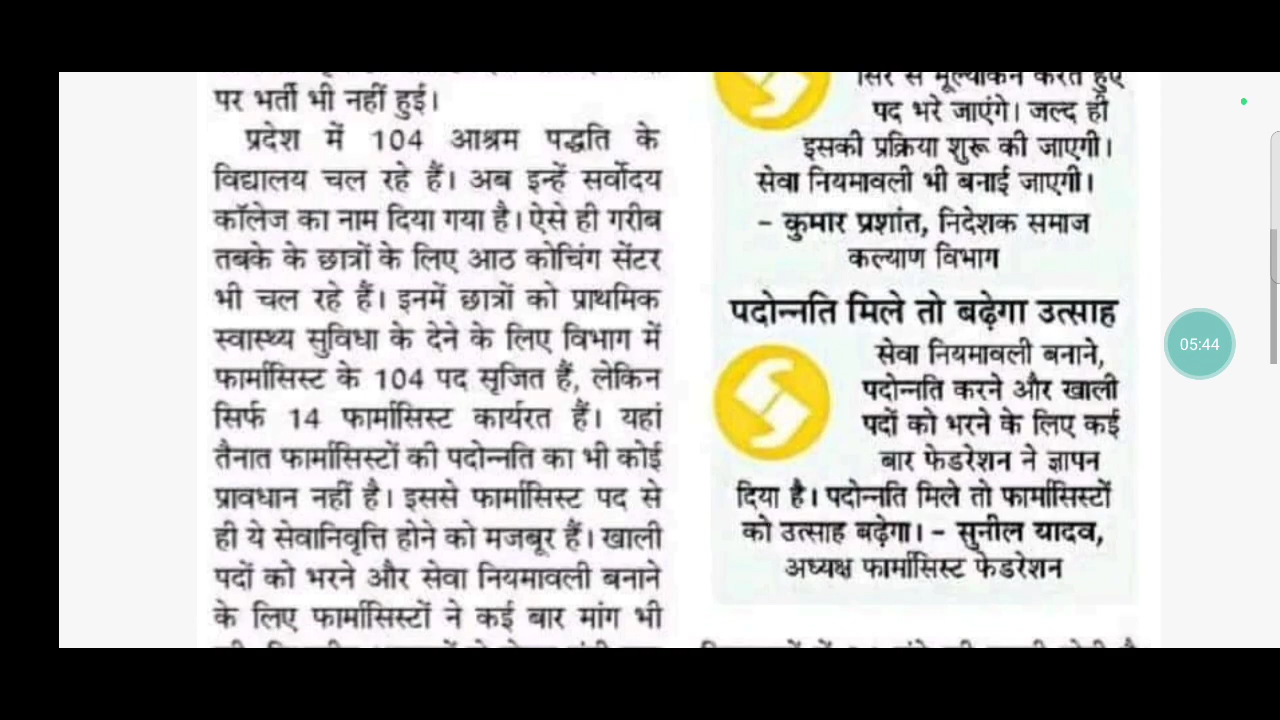 पर भर्ती भी नहीं हुई।
प्रदेश में 104 आश्रम पद्धति के
विद्यालय चल रहे हैं। अब इन्हें सर्वोदय
कॉलेज का नाम दिया गया है। ऐसे ही गरीब
तबके के छात्रों के लिए आठ कोचिंग सेंटर
भी चल रहे हैं। इनमें छात्रों को प्राथमिक
स्वास्थ्य सुविधा के देने के लिए विभाग में
फार्मासिस्ट के 104 पद सृजित हैं, लेकिन
सिर्फ 14 फार्मासिस्ट कार्यरत हैं। यहां
तैनात फार्मासिस्टों की पदोन्नति का भी कोई
प्रावधान नहीं है। इससे फार्मासिस्ट पद से
ही ये सेवानिवृत्ति होने को मजबूर हैं। खाली
पदों को भरने और सेवा नियमावली बनाने
के लिए फार्मासिस्टों ने कई बार मांग भी
सिरे से मूल्यांकन करते हुए
पद भरे जाएंगे। जल्द ही
इसकी प्रक्रिया शुरू की जाएगी।
सेवा नियमावली भी बनाई जाएगी।
– कुमार प्रशांत, निदेशक समाज
कल्याण विभाग
पदोन्नति मिले तो बढ़ेगा उत्साह
सेवा नियमावली बनाने,
पदोन्नति करने और खाली
पदों को भरने के लिए कई
बार फेडरेशन ने ज्ञापन
दिया है। पदोन्नति मिले तो फार्मासिस्टों
को उत्साह बढ़ेगा। – सुनील यादव,
अध्यक्ष फार्मासिस्ट फेडरेशन
05:44